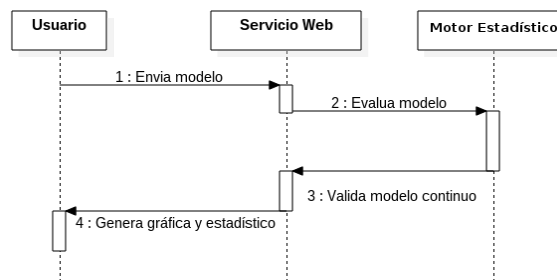 Usuario
Servicio Web
Motor Estadístico
1 : Envia modelo
2 : Evalua modelo
3 : Valida modelo continuo
4 : Genera gráfica y estadístico